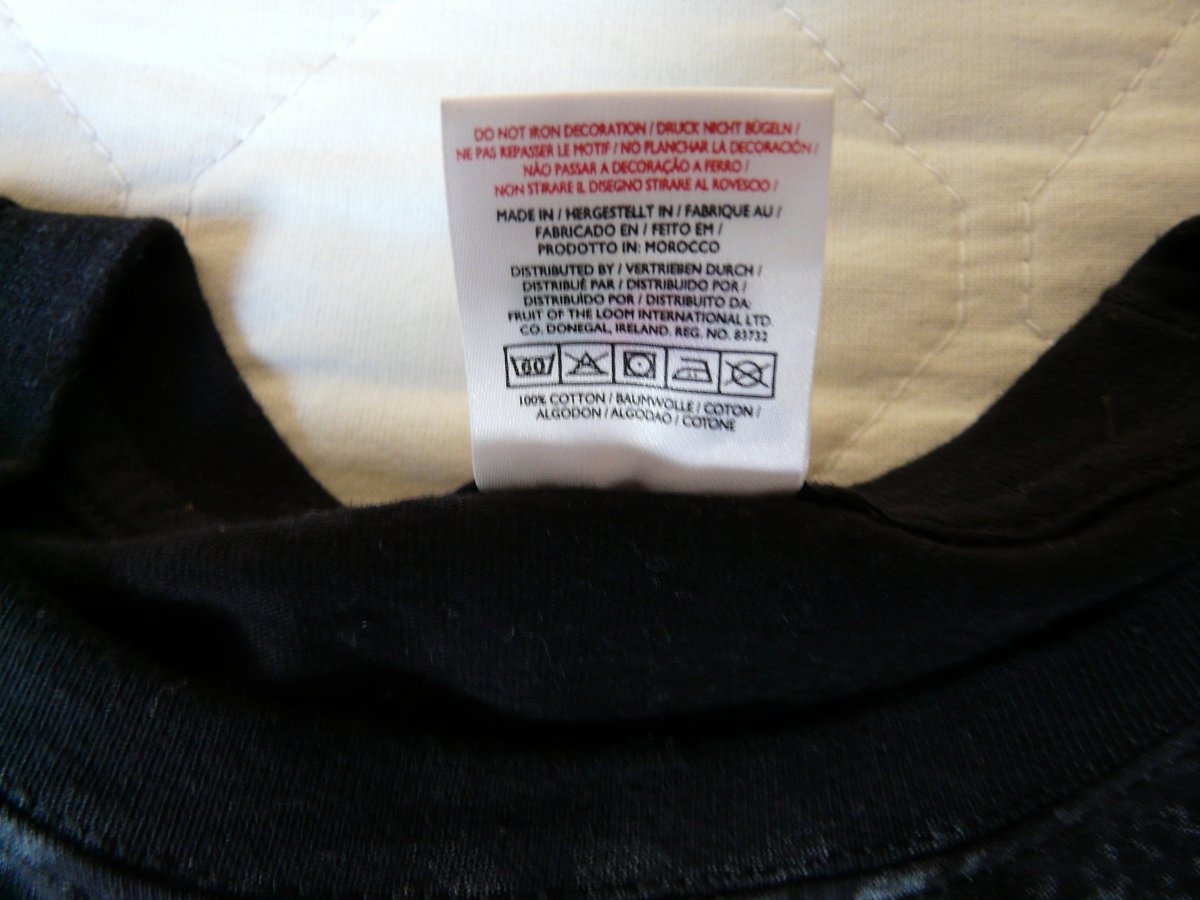 DO NOT IRON DECORATION / DRUCK NICHT BÜGELN /
NE PAS REPASSER LE MOTIF / NO PLANCHAR LA DECORACIÓN /
NÃO PASSAR A DECORAÇÃO A FERRO /
NON STIRARE IL DISEGNO STIRARE AL ROVESCIO /
MADE IN / HERGESTELLT IN / FABRIQUE AU /
FABRICADO EN / FEITO EM /
PRODOTTO IN: MOROCCO
DISTRIBUTED BY / VERTRIEBEN DURCH /
DISTRIBUÉ PAR / DISTRIBUIDO POR /
DISTRIBUÍDO POR / DISTRIBUITO DA:
FRUIT OF THE LOOM INTERNATIONAL LTD.
CO. DONEGAL, IRELAND. REG. NO. 83732
60
100% COTTON / BAUMWOLLE / COTON /
ALGODON / ALGODAO / COTONE